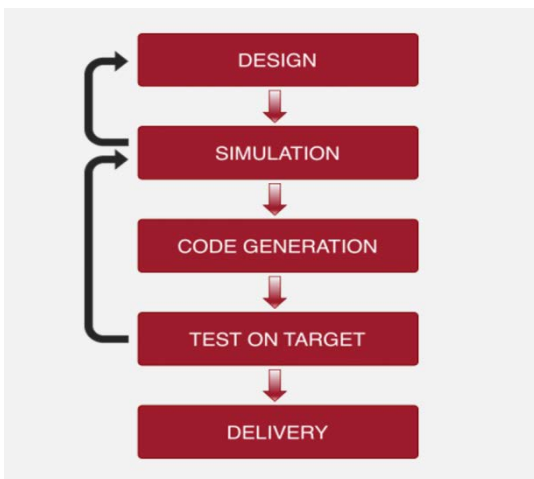 DESIGN
SIMULATION
CODE GENERATION
TEST ON TARGET
DELIVERY